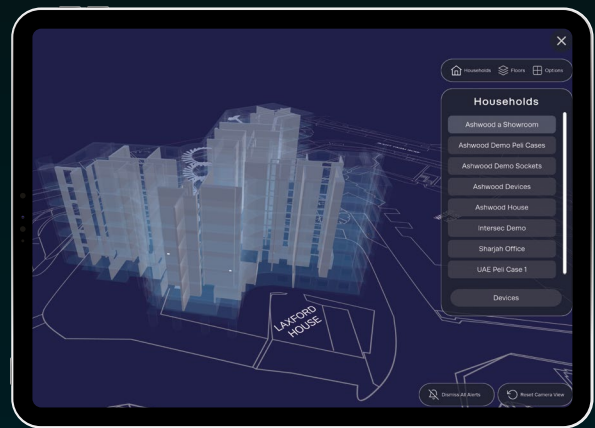 Households
Floors
Options
Households
Ashwood a Showroom
Ashwood Demo Peli Cases
Ashwood Demo Sockets
Ashwood Devices
Ashwood House
Intersec Demo
Sharjah Office
UAE Peli Case 1
Devices
LAXFORD
HOUSE
Dismiss All Alerts
Reset Camera View